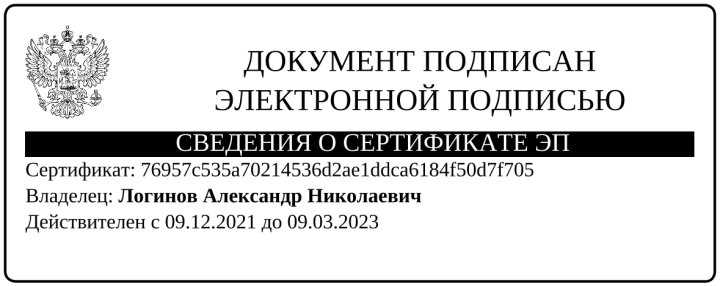 ДОКУМЕНТ ПОДПИСАН
ЭЛЕКТРОННОЙ ПОДПИСЬЮ
СВЕДЕНИЯ О СЕРТИФИКАТЕ ЭП
Сертификат: 76957c535a70214536d2ae1ddca6184f50d7f705
Владелец: Логинов Александр Николаевич
Действителен с 09.12.2021 до 09.03.2023